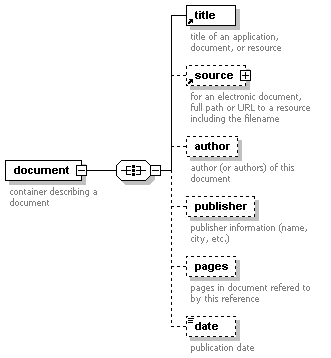 title
title of an application,
document, or resource
source
for an electronic document,
full path or URL to a resource
including the filename
author
author (or authors) of this
document
document
container describing a
document
publisher
publisher information (name,
city, etc.)
pages
pages in document refered to
by this reference
date
publication date